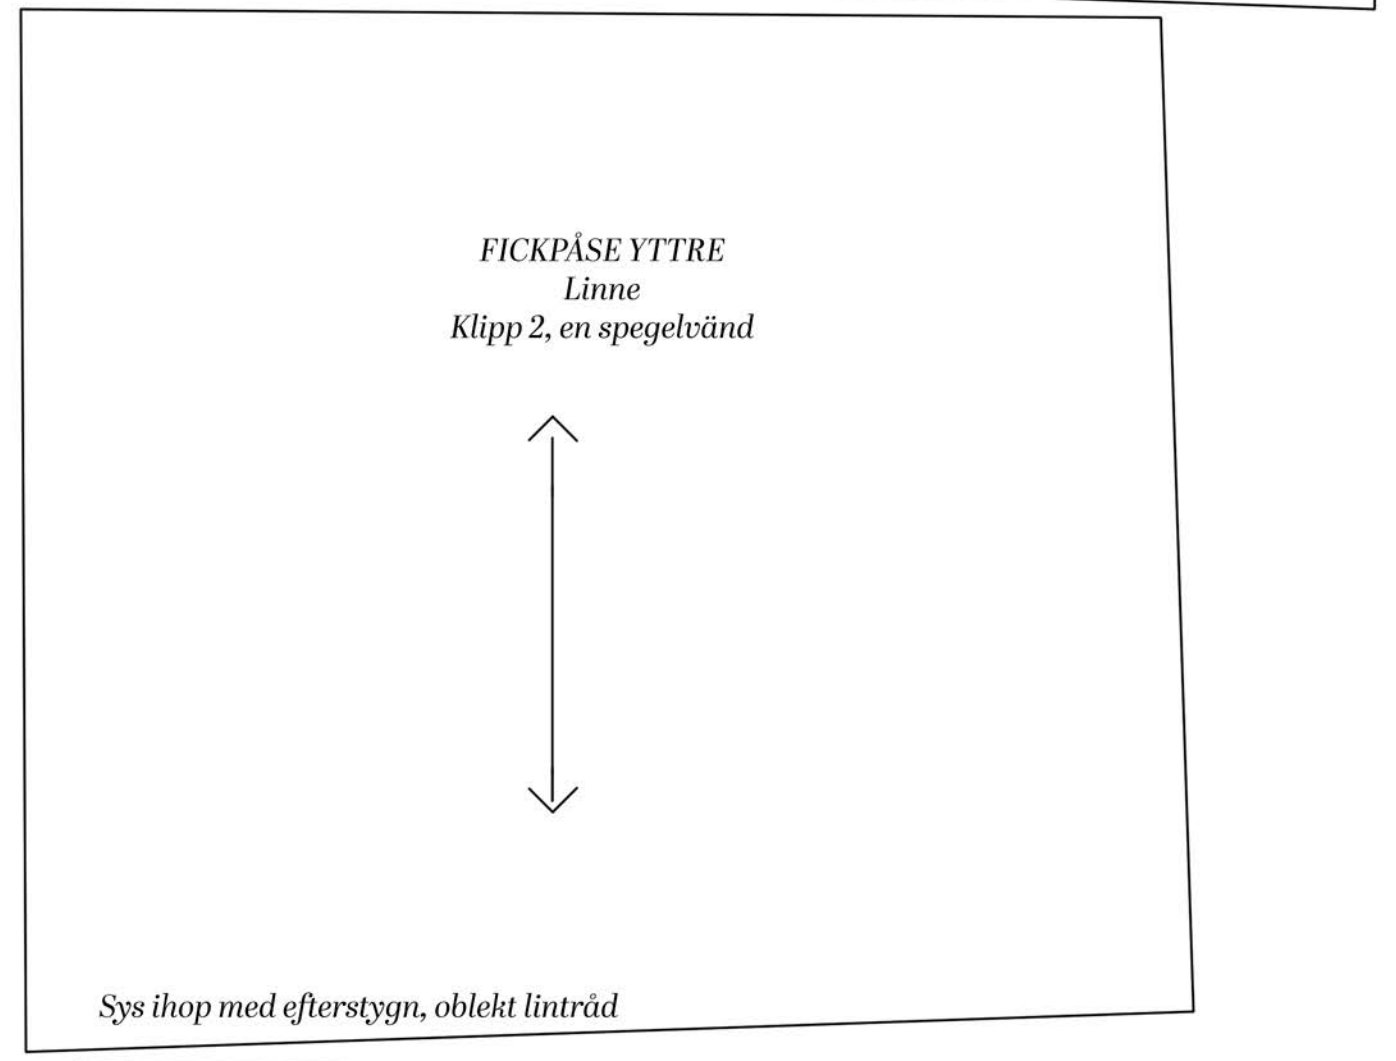 FICKPÅSE YTTRE
Linne
Klipp 2, en spegelvänd
Sys ihop med efterstygn, oblekt lintråd